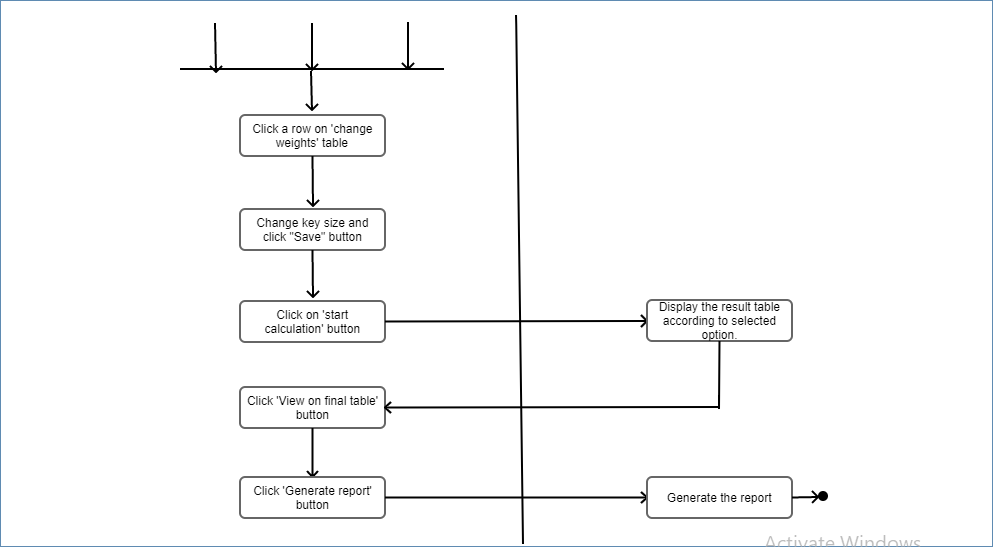 Click a row on 'change
weights' table
Change key size and
click "Save" button
Click on 'start
calculation' button
Display the result table
according to selected
option.
Click 'View on final table'
button
Click 'Generate report'
button
Generate the report
Activate Windows